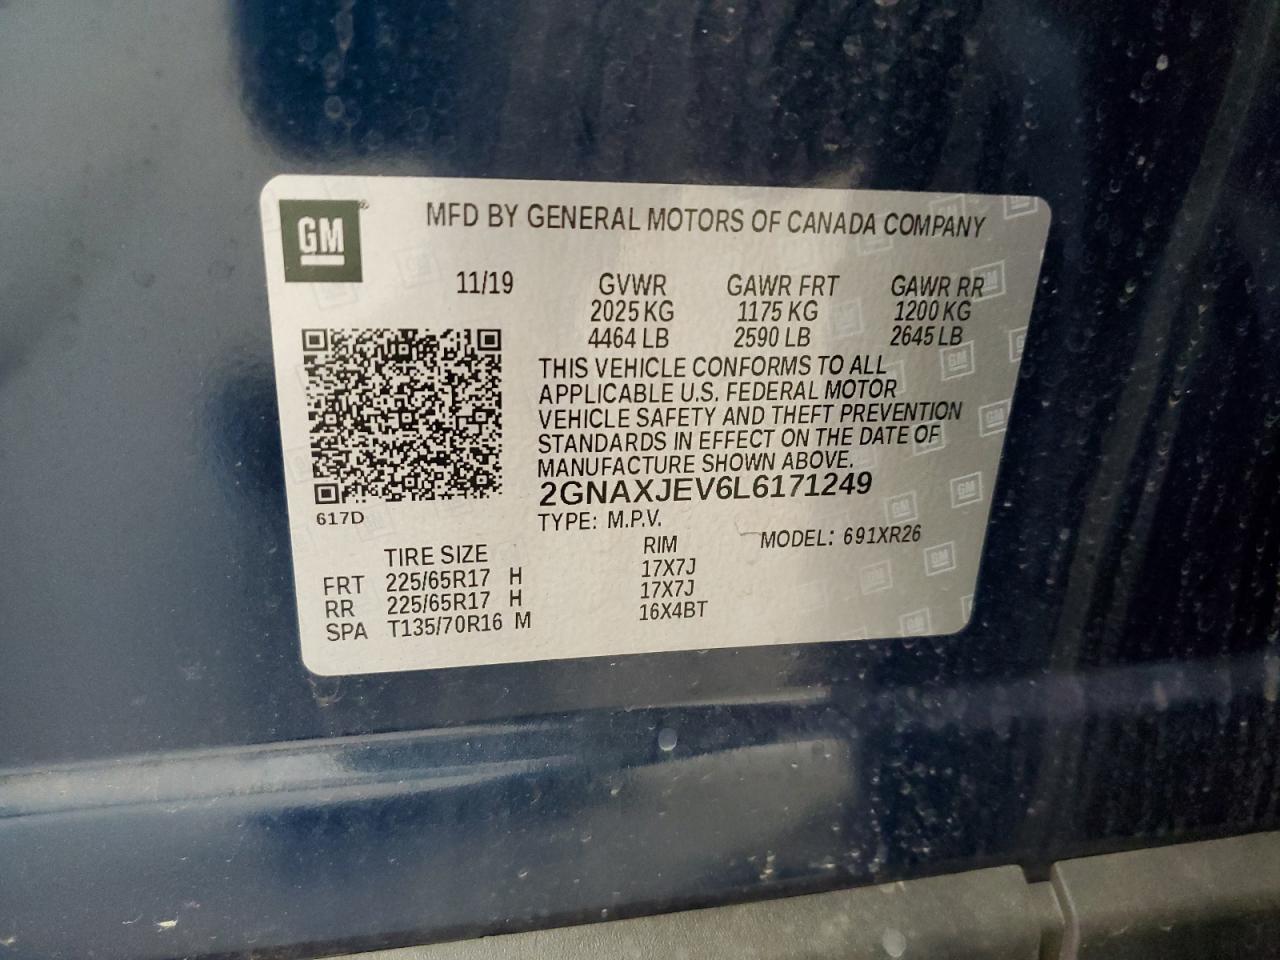 GM
MFD BY GENERAL MOTORS OF CANADA COMPANY
11/19 GVWR GAWR FRT GAWR RR
2025 KG 1175 KG 1200 KG
4464 LB 2590 LB 2645 LB
THIS VEHICLE CONFORMS TO ALL
APPLICABLE U.S. FEDERAL MOTOR
VEHICLE SAFETY AND THEFT PREVENTION
STANDARDS IN EFFECT ON THE DATE OF
MANUFACTURE SHOWN ABOVE.
2GNAXJEV6L6171249
617D
TYPE: M.P.V. MODEL: 691XR26
TIRE SIZE RIM
FRT 225/65R17 H 17X7J
RR 225/65R17 H 17X7J
SPA T135/70R16 M 16X4BT